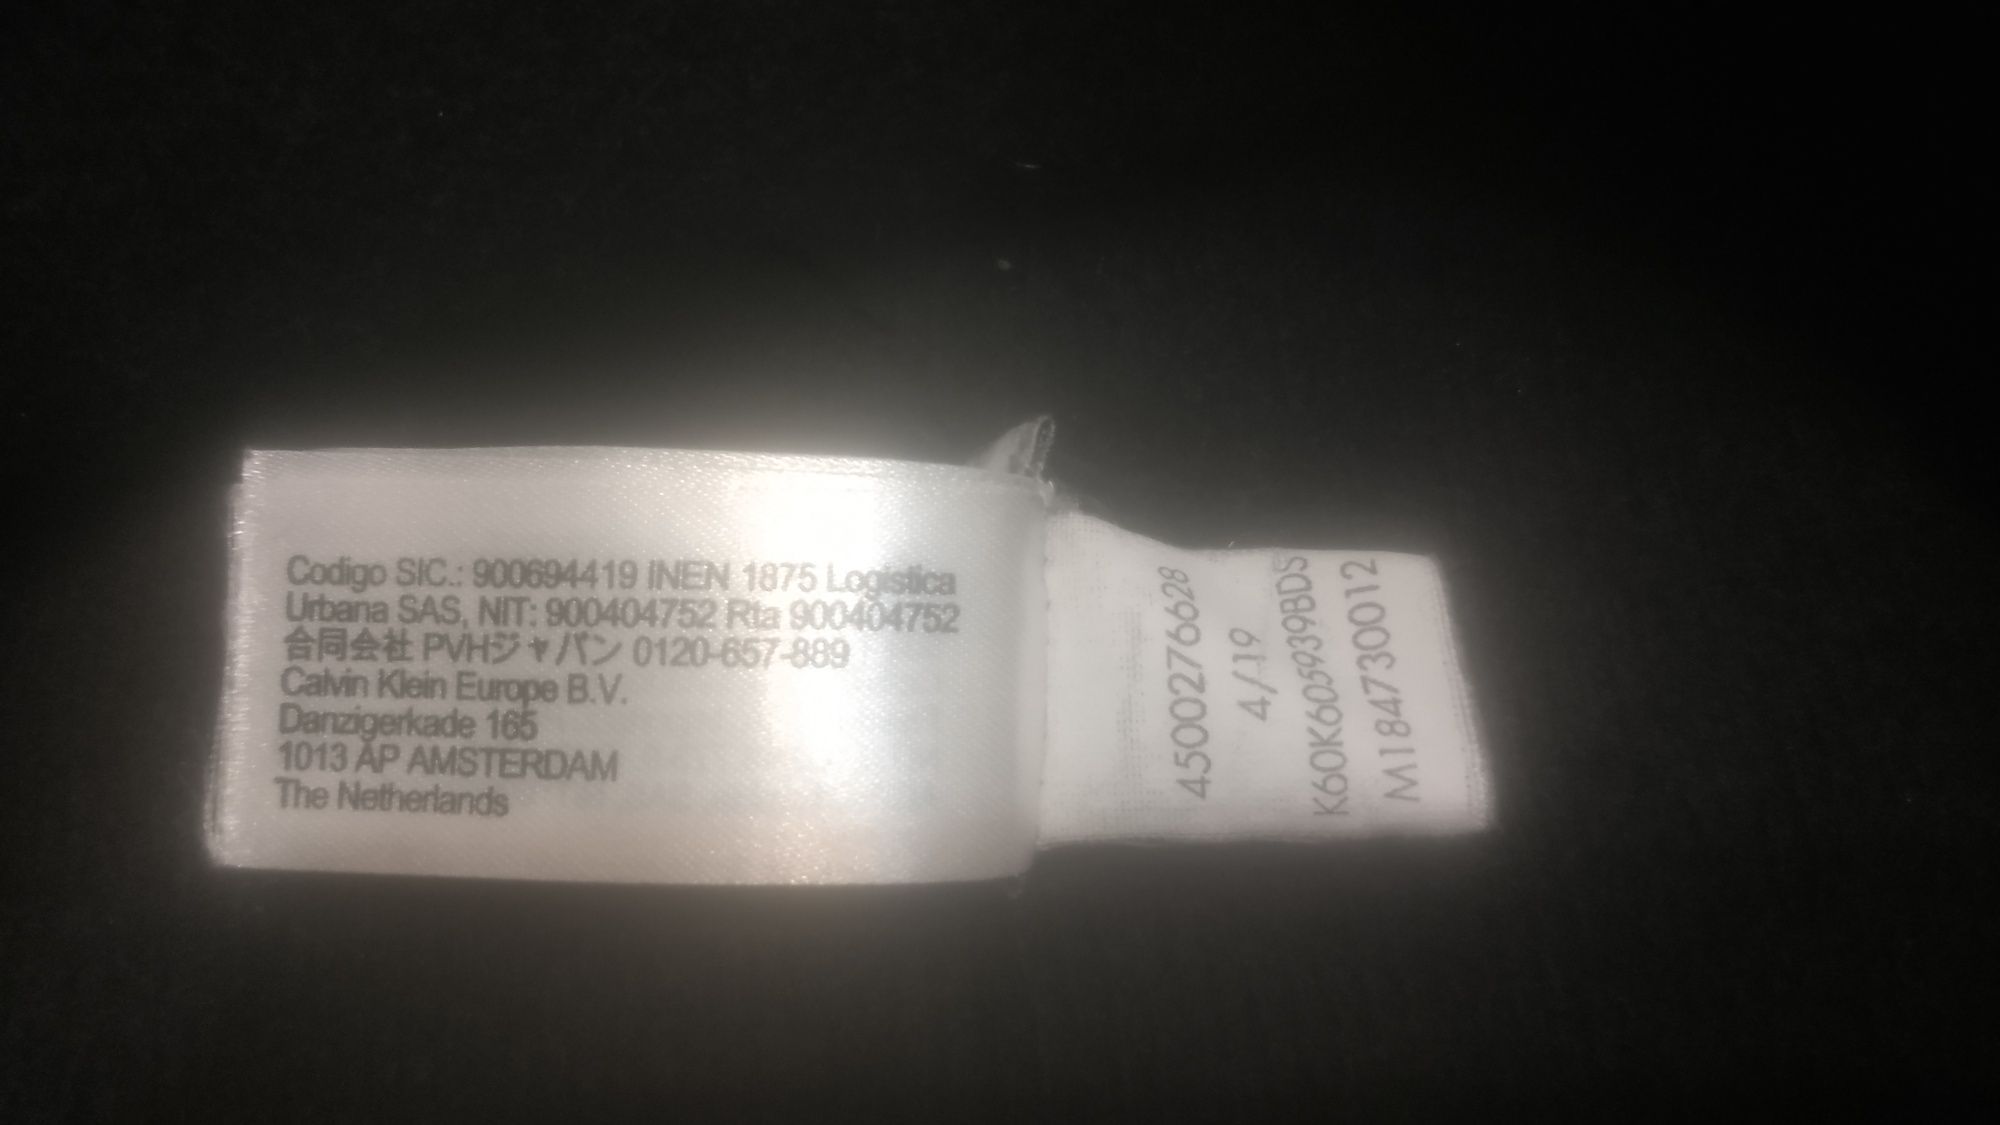 Codigo SIC.: 900694419 INEN 1875 Logistica
Urbana SAS, NIT: 900404752 Rta 900404752
合同会社 PVHジャパン 0120-657-889
Calvin Klein Europe B.V.
Danzigerkade 165
1013 AP AMSTERDAM
The Netherlands
4500276628
4/19
K60K605939BDS
M184730012